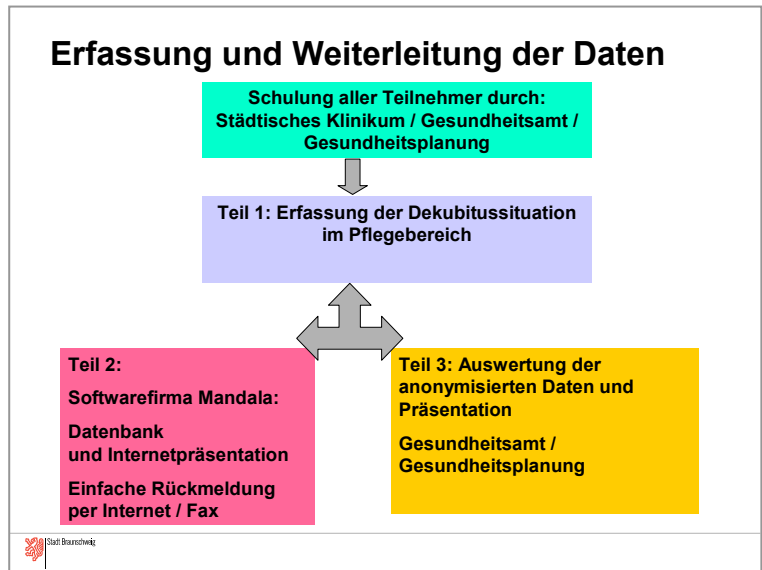 Erfassung und Weiterleitung der Daten
Schulung aller Teilnehmer durch:
Städtisches Klinikum / Gesundheitsamt /
Gesundheitsplanung
Teil 1: Erfassung der Dekubitussituation
im Pflegebereich
Teil 2:
Softwarefirma Mandala:
Datenbank
und Internetpräsentation
Einfache Rückmeldung
per Internet / Fax
Teil 3: Auswertung der
anonymisierten Daten und
Präsentation
Gesundheitsamt /
Gesundheitsplanung
Stadt Braunschweig